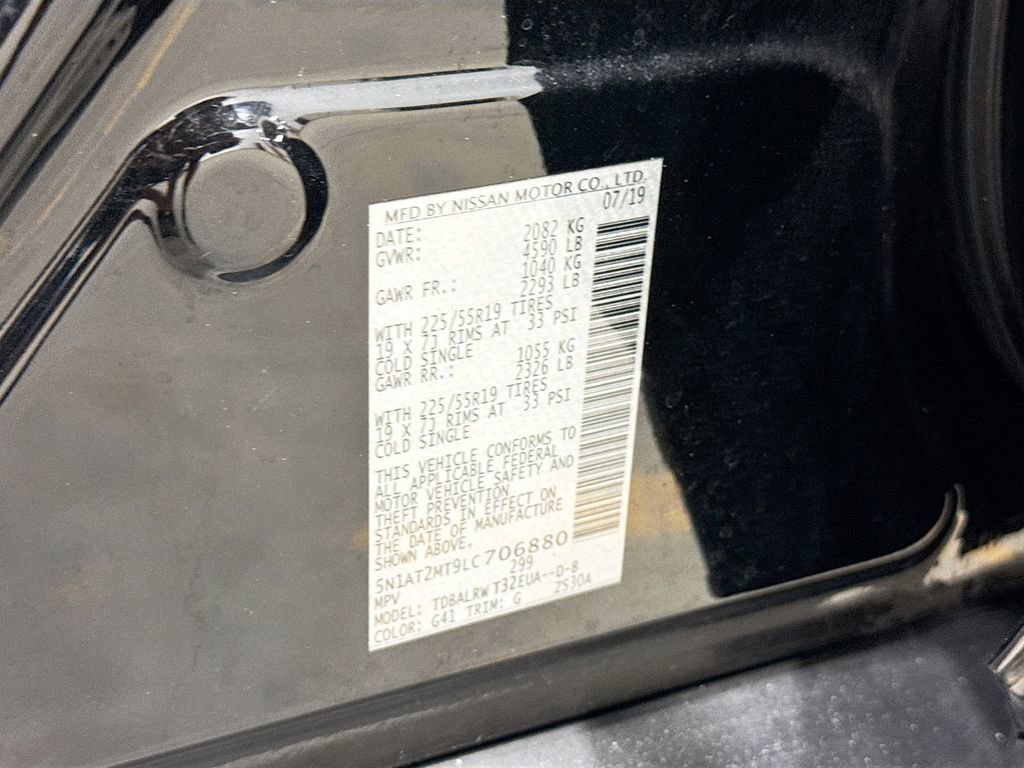 MFD BY NISSAN MOTOR CO., LTD.
DATE: 07/19
GVWR: 2082 KG
4590 LB
GAWR FR.: 1040 KG
2293 LB
WITH 225/55R19 TIRES
19 X 7J RIMS AT 33 PSI
COLD SINGLE
GAWR RR.: 1055 KG
2326 LB
WITH 225/55R19 TIRES
19 X 7J RIMS AT 33 PSI
COLD SINGLE
THIS VEHICLE CONFORMS TO
ALL APPLICABLE FEDERAL
MOTOR VEHICLE SAFETY AND
THEFT PREVENTION
STANDARDS IN EFFECT ON
THE DATE OF MANUFACTURE
SHOWN ABOVE.
5N1AT2MT9LC706880
MPV 299
MODEL: TDBALRWT32EUA--D-8
COLOR: G41 TRIM: G ZS30A